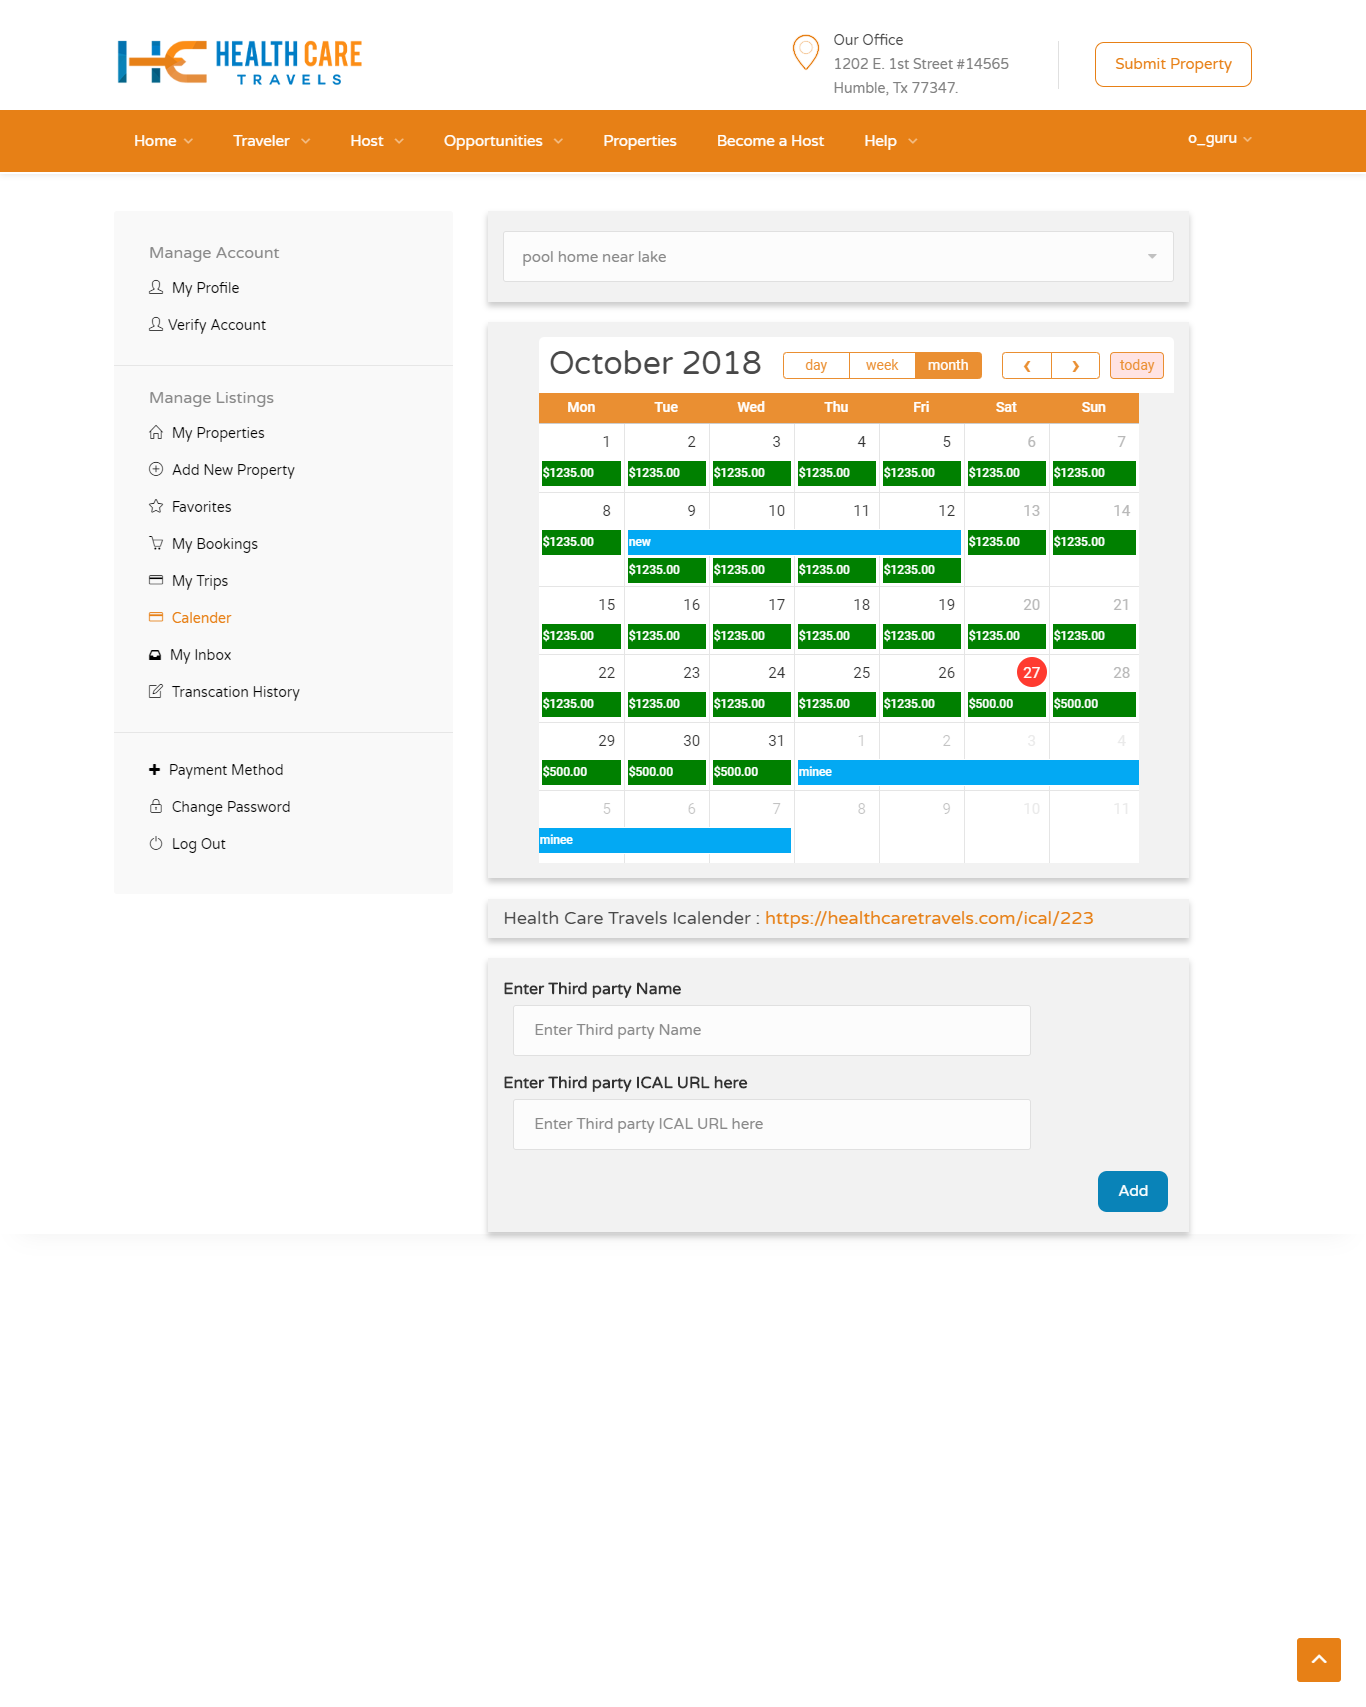 HC HEALTH CARE
TRAVELS
Our Office
1202 E. 1st Street #14565
Humble, Tx 77347.
Submit Property
Home Traveler Host Opportunities Properties Become a Host Help o_guru
Manage Account
My Profile
Verify Account
Manage Listings
My Properties
Add New Property
Favorites
My Bookings
My Trips
Calender
My Inbox
Transcation History
Payment Method
Change Password
Log Out
pool home near lake
October 2018 day week month ❮ ❯ today
Mon Tue Wed Thu Fri Sat Sun
1 2 3 4 5 6 7
$1235.00 $1235.00 $1235.00 $1235.00 $1235.00 $1235.00 $1235.00
8 9 10 11 12 13 14
$1235.00 new $1235.00 $1235.00
$1235.00 $1235.00 $1235.00 $1235.00
15 16 17 18 19 20 21
$1235.00 $1235.00 $1235.00 $1235.00 $1235.00 $1235.00 $1235.00
22 23 24 25 26 27 28
$1235.00 $1235.00 $1235.00 $1235.00 $1235.00 $500.00 $500.00
29 30 31 1 2 3 4
$500.00 $500.00 $500.00 minee
5 6 7 8 9 10 11
minee
Health Care Travels Icalender : https://healthcaretravels.com/ical/223
Enter Third party Name
Enter Third party Name
Enter Third party ICAL URL here
Enter Third party ICAL URL here
Add